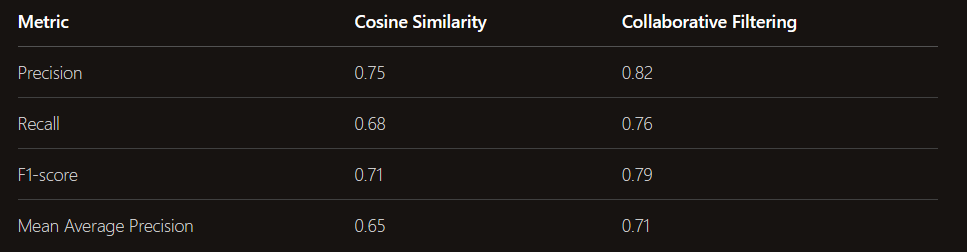 Metric Cosine Similarity Collaborative Filtering
Precision 0.75 0.82
Recall 0.68 0.76
F1-score 0.71 0.79
Mean Average Precision 0.65 0.71